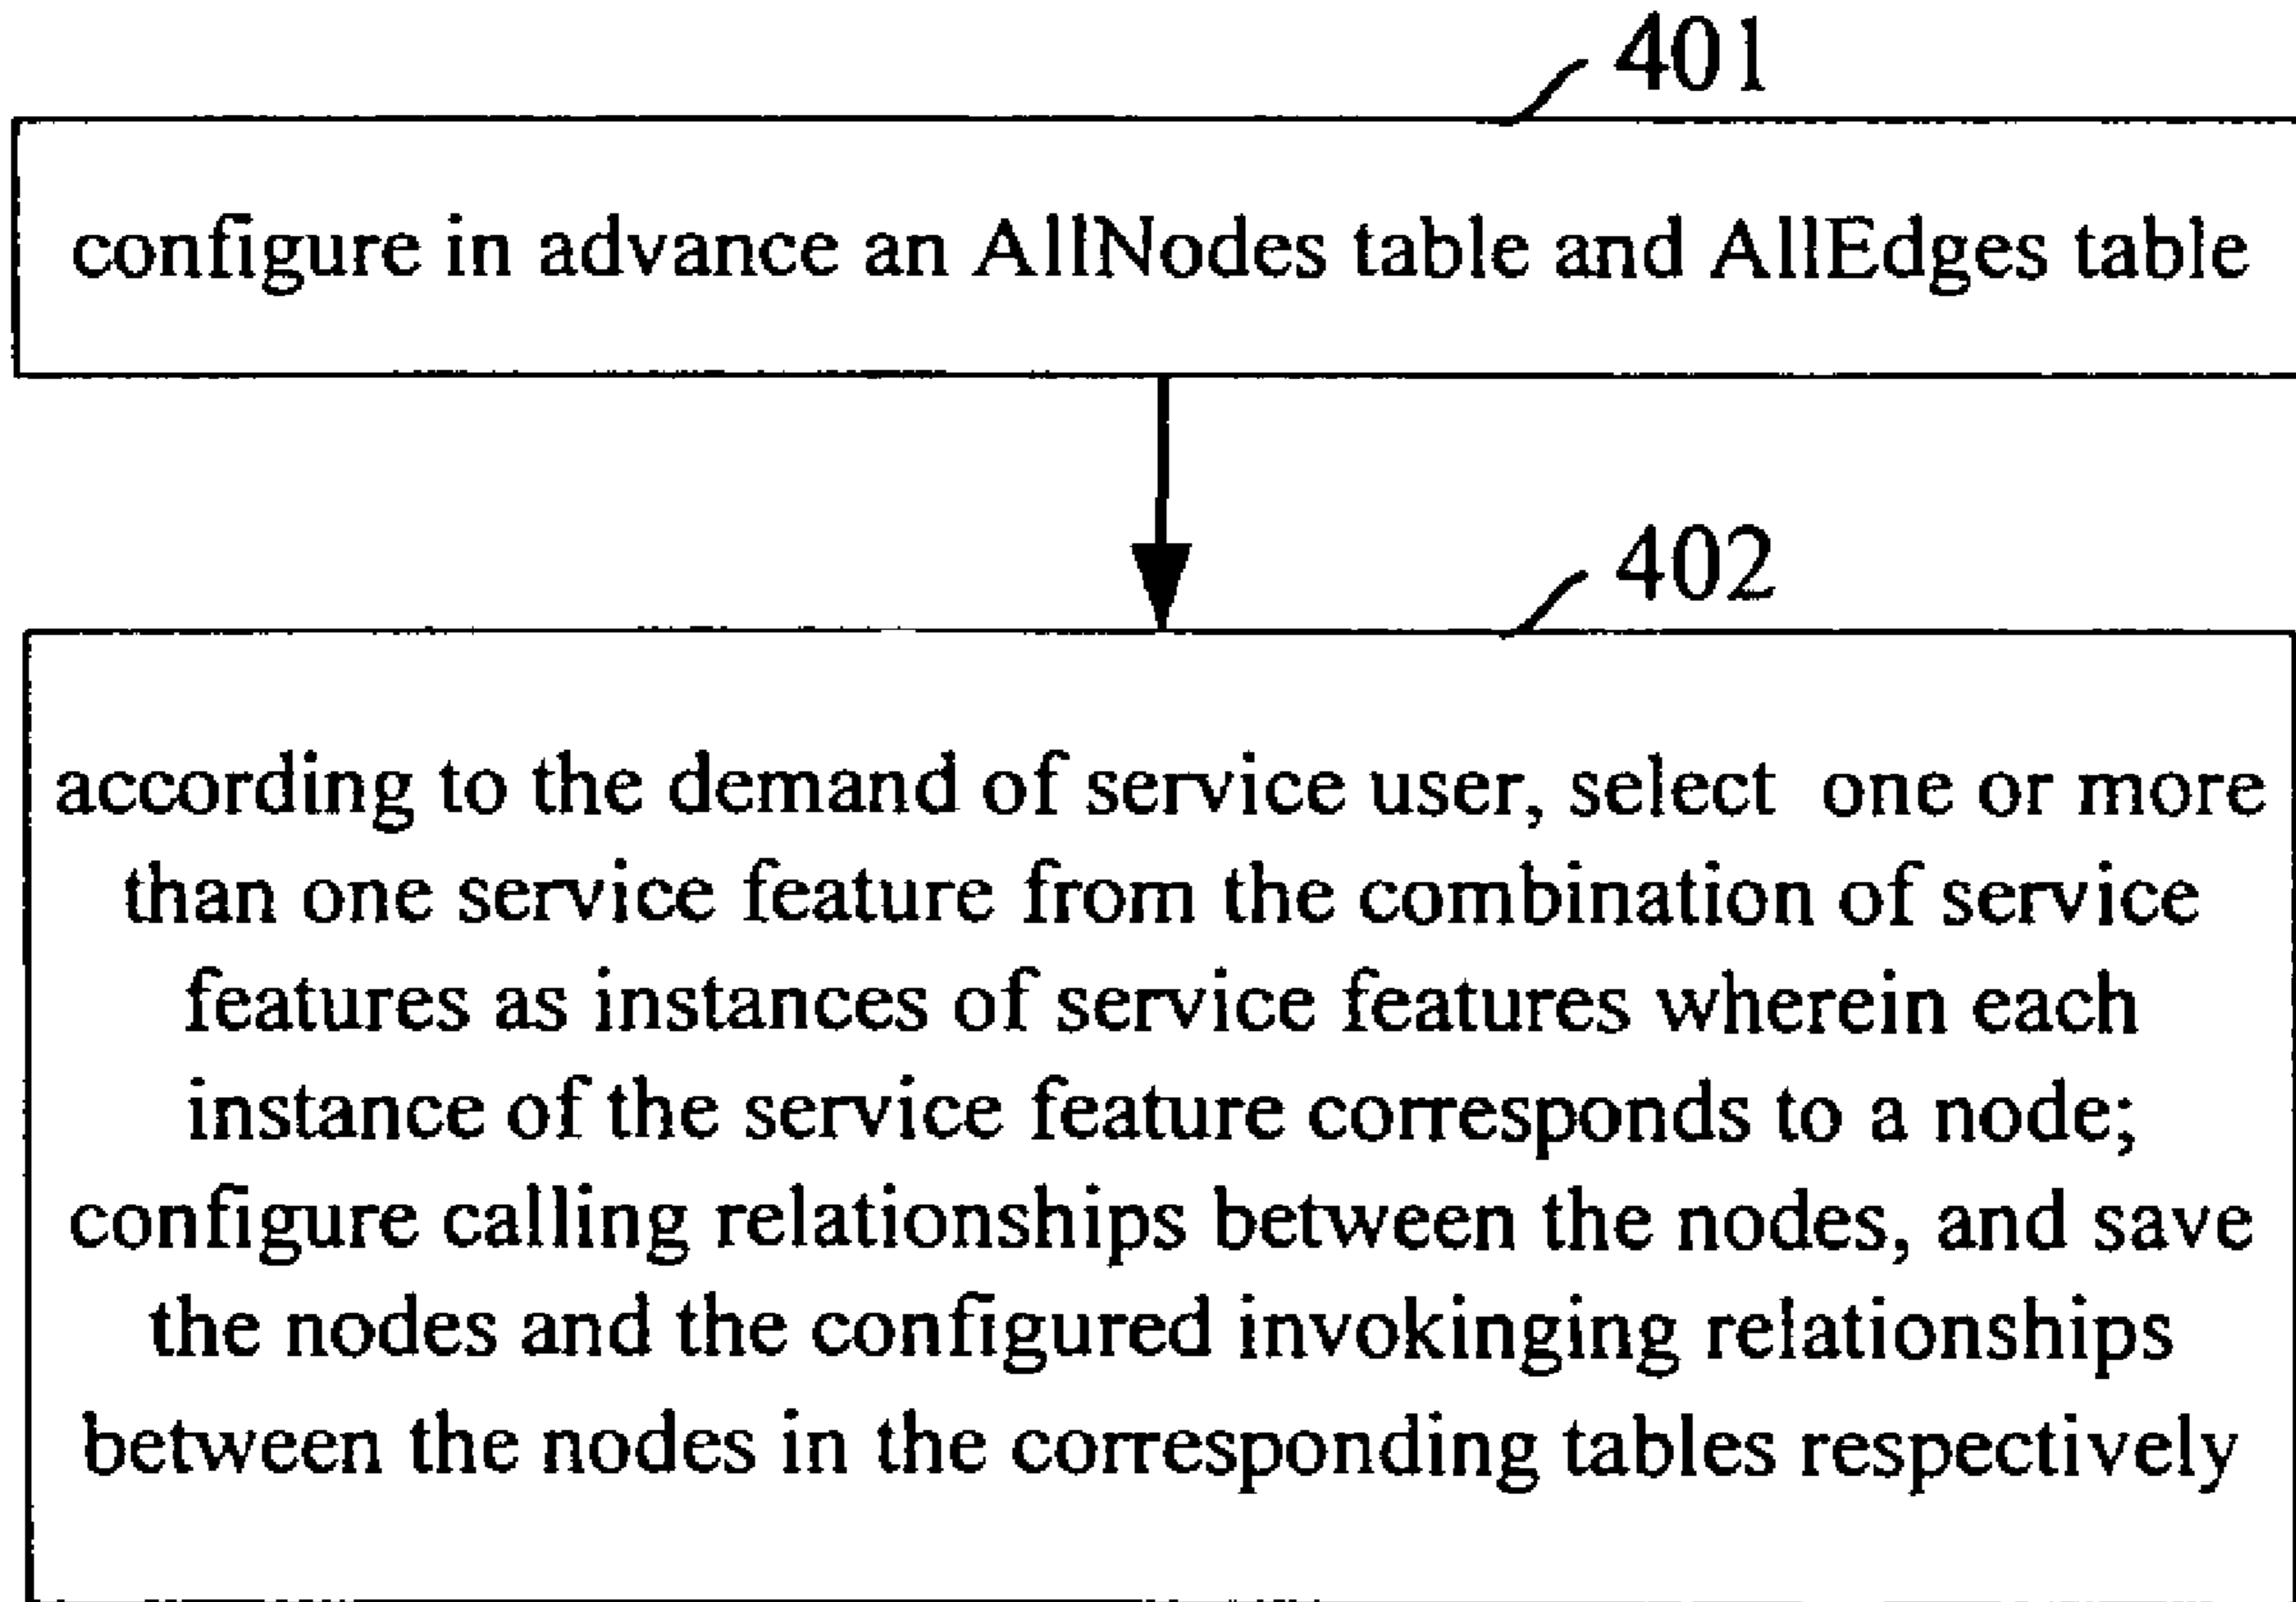 401
configure in advance an AllNodes table and AllEdges table
402
according to the demand of service user, select one or more
than one service feature from the combination of service
features as instances of service features wherein each
instance of the service feature corresponds to a node;
configure calling relationships between the nodes, and save
the nodes and the configured invokinging relationships
between the nodes in the corresponding tables respectively